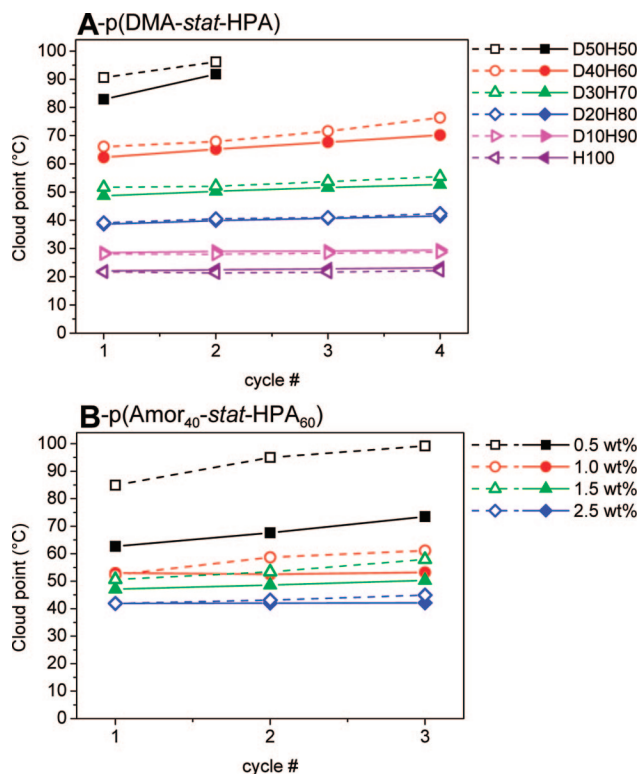 A-p(DMA-stat-HPA)
100
90
80
70
60
50
40
30
20
10
0
Cloud point (°C)
1
2
3
4
cycle #
D50H50
D40H60
D30H70
D20H80
D10H90
H100
B-p(Amor₄₀-stat-HPA₆₀)
100
90
80
70
60
50
40
30
20
10
0
Cloud point (°C)
1
2
3
cycle #
0.5 wt%
1.0 wt%
1.5 wt%
2.5 wt%